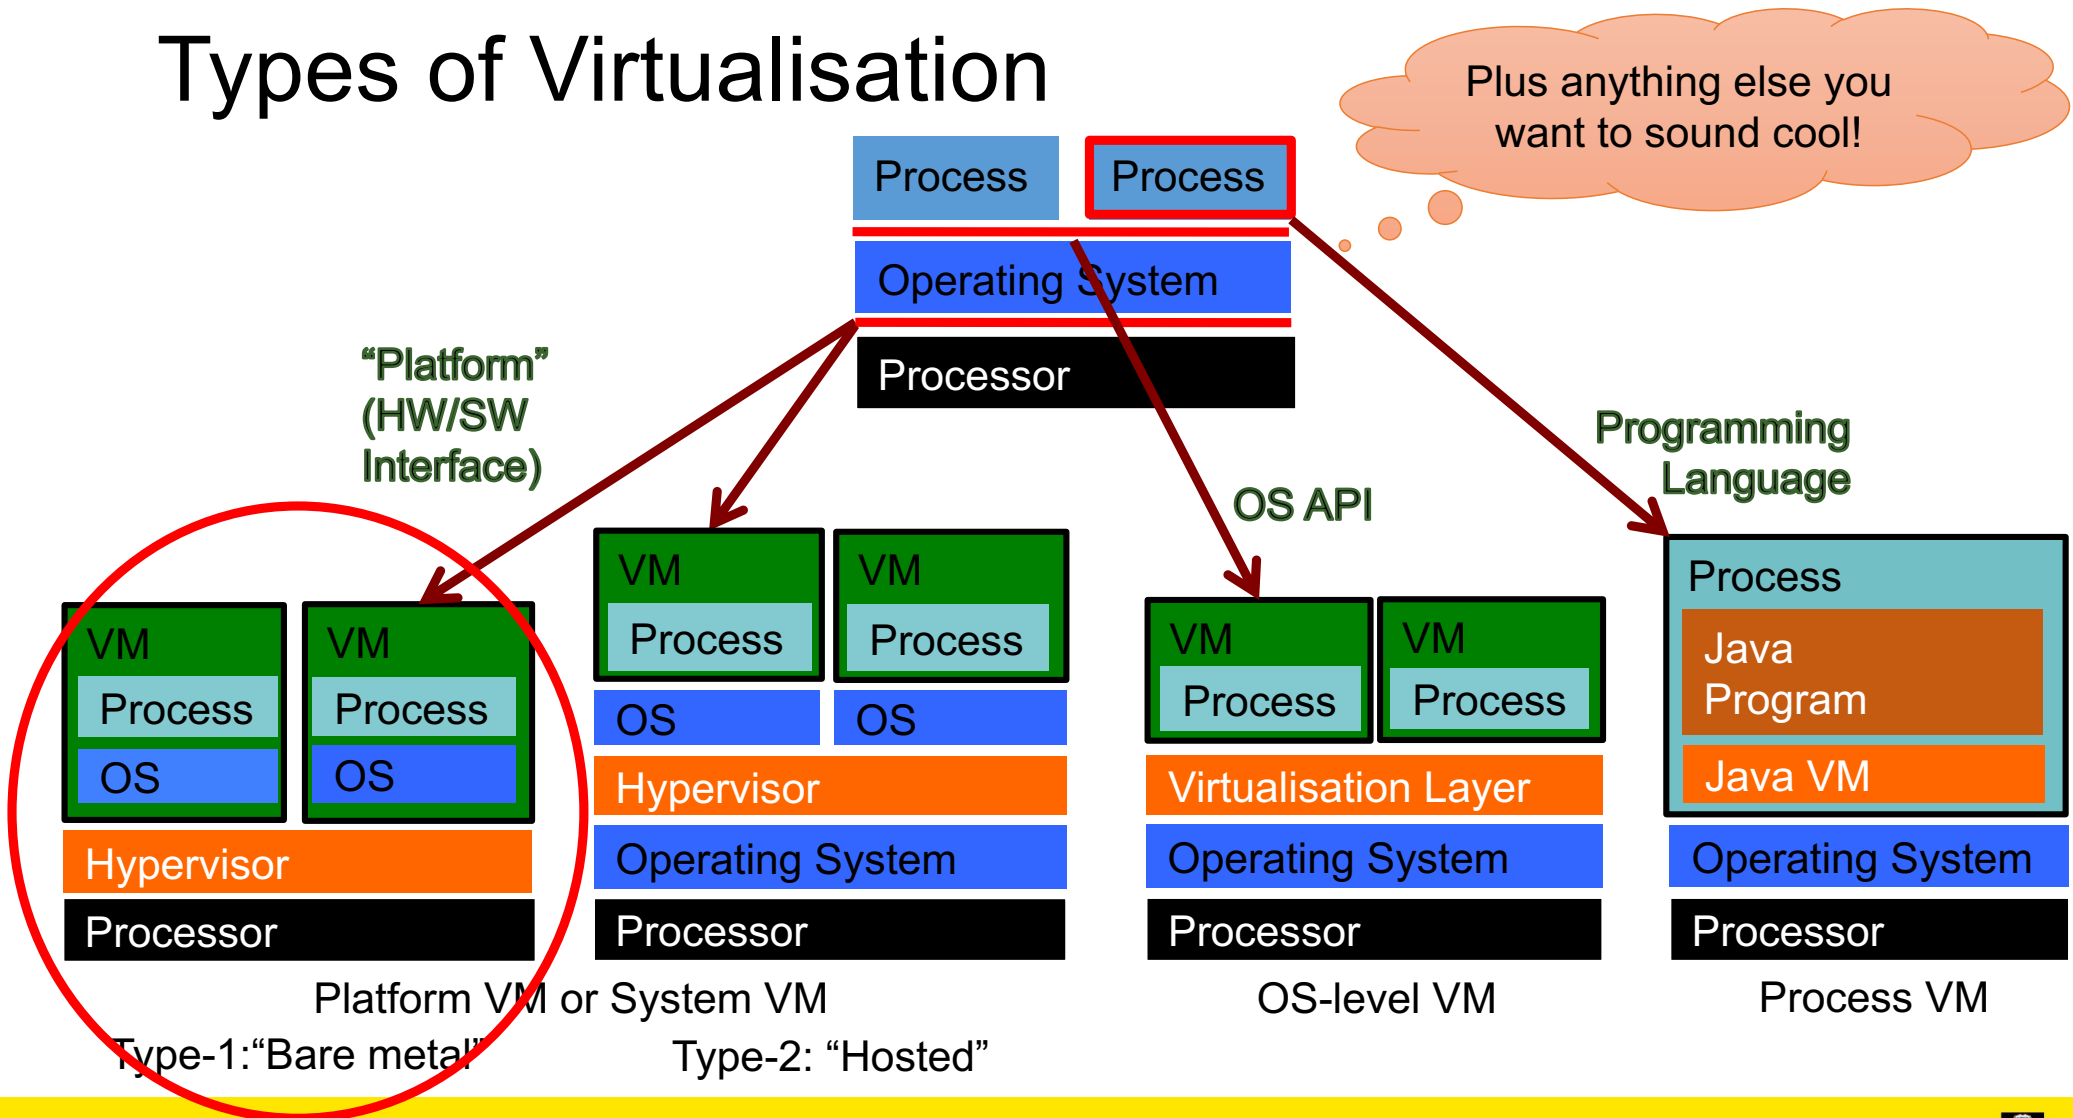 Types of Virtualisation
Plus anything else you
want to sound cool!
Process
Process
Operating System
Processor
“Platform”
(HW/SW
Interface)
OS API
Programming
Language
VM
Process
OS
VM
Process
OS
Hypervisor
Processor
VM
Process
VM
Process
OS
OS
Hypervisor
Operating System
Processor
VM
Process
VM
Process
Virtualisation Layer
Operating System
Processor
Process
Java
Program
Java VM
Operating System
Processor
Platform VM or System VM
OS-level VM
Process VM
Type-1:“Bare metal”
Type-2: “Hosted”